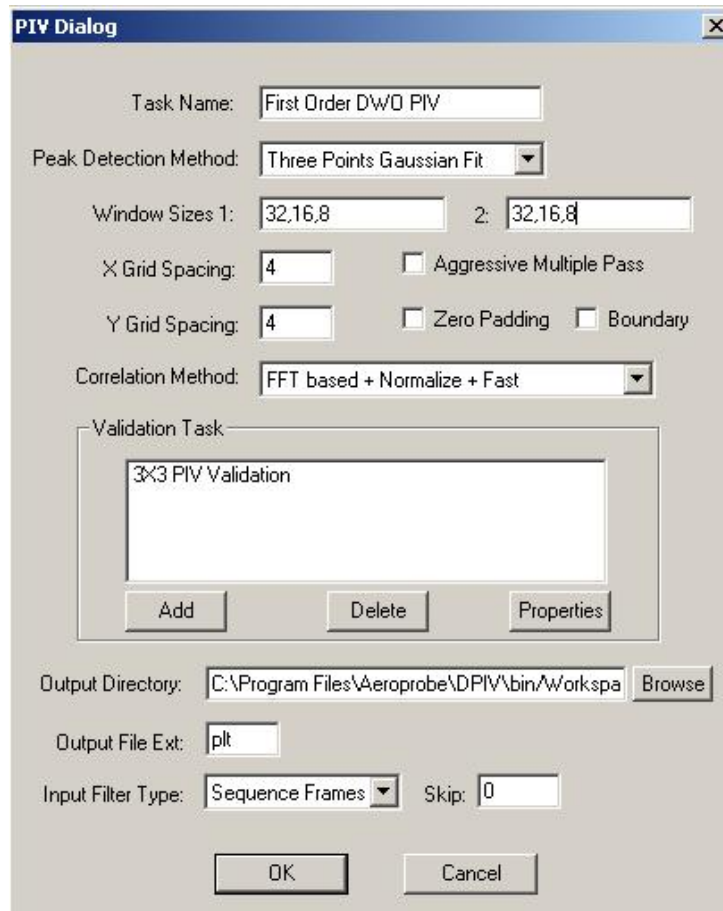 PIV Dialog
Task Name: First Order DWO PIV
Peak Detection Method: Three Points Gaussian Fit
Window Sizes 1: 32,16,8 2: 32,16,8
X Grid Spacing: 4 Aggressive Multiple Pass
Y Grid Spacing: 4 Zero Padding Boundary
Correlation Method: FFT based + Normalize + Fast
Validation Task
3X3 PIV Validation
Add Delete Properties
Output Directory: C:\Program Files\Aeroprobe\DPIV\bin/Workspa Browse
Output File Ext: plt
Input Filter Type: Sequence Frames Skip: 0
OK Cancel